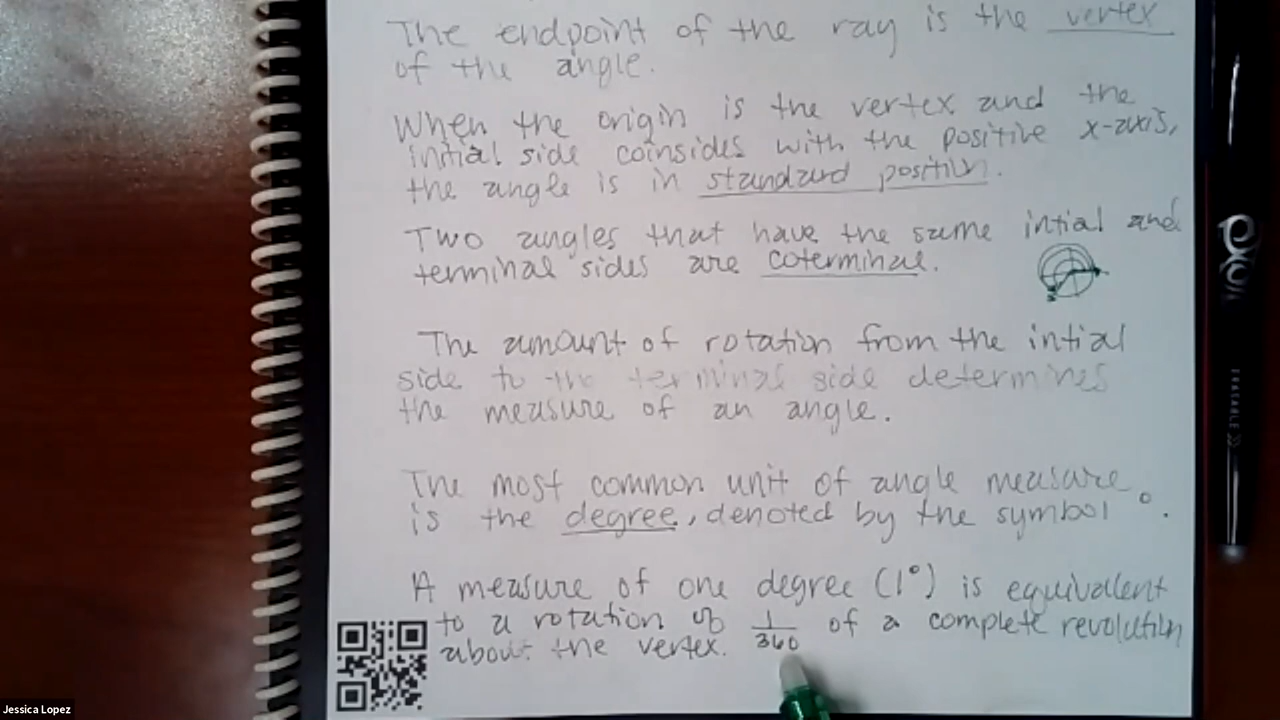 The endpoint of the ray is the vertex
of the angle.
When the origin is the vertex and the
initial side coinsides with the positive x-axis,
the angle is in standard position.
Two angles that have the same intial and
terminal sides are coterminal.
The amount of rotation from the intial
side to the terminal side determines
the measure of an angle.
The most common unit of angle measure
is the degree, denoted by the symbol °.
A measure of one degree (1°) is equivalent
to a rotation of 1/360 of a complete revolution
about the vertex.
ERASABLE
Jessica Lopez